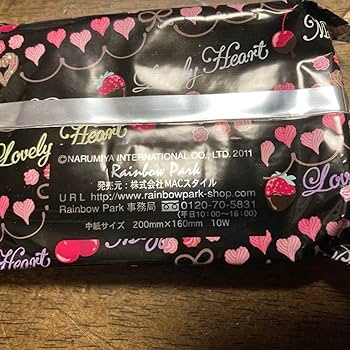 Lovely Heart
Lovely Heart
©NARUMIYA INTERNATIONAL CO., LTD. 2011
Rainbow Park
発売元：株式会社MACスタイル
URL http://www.rainbowpark-shop.com
Rainbow Park 事務局 0120-70-5831
(平日10:00〜16:00)
中紙サイズ 200mm×160mm 10W
Lovely
Heart